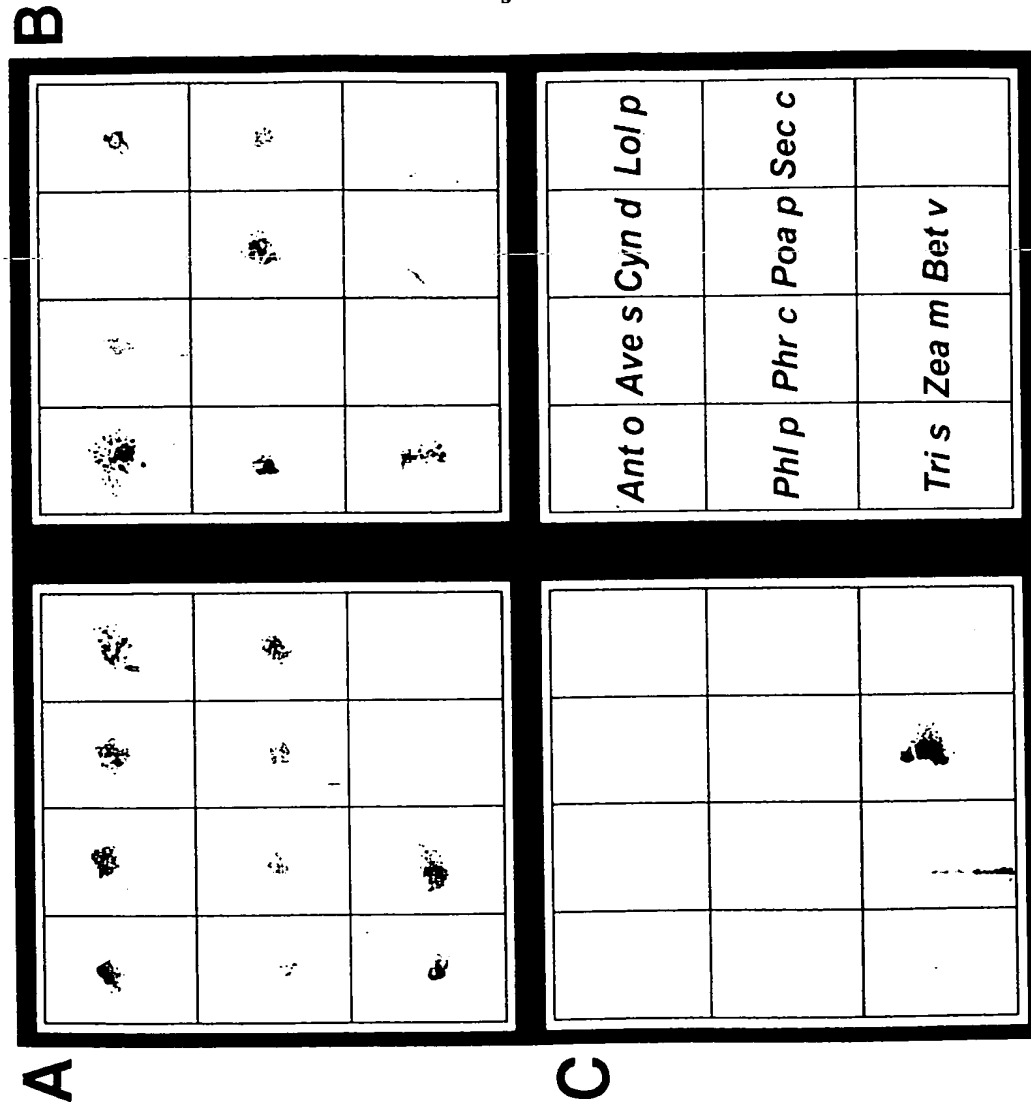 A
B
C
Ant o Ave s Cyn d Lol p
Phl p Phr c Poa p Sec c
Tri s Zea m Bet v